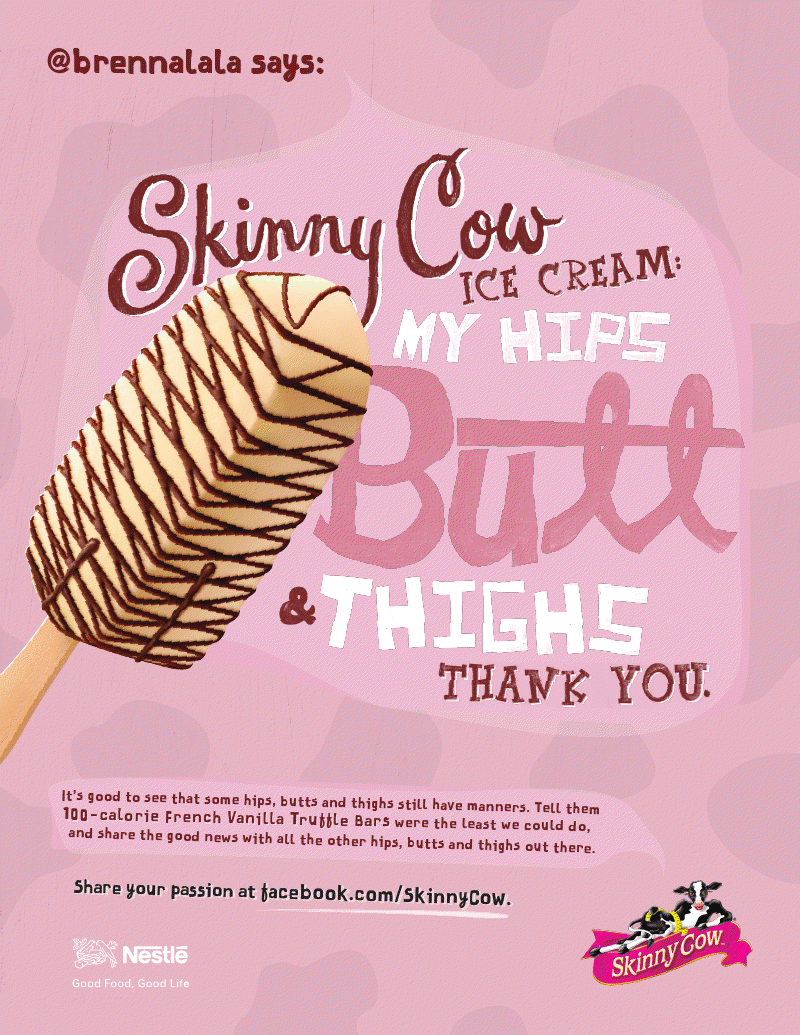 @brennalala says:
Skinny Cow
ICE CREAM:
MY HIPS
Butt
& THIGHS
THANK YOU.
It's good to see that some hips, butts and thighs still have manners. Tell them
100-calorie French Vanilla Truffle Bars were the least we could do,
and share the good news with all the other hips, butts and thighs out there.
Share your passion at facebook.com/SkinnyCow.
Skinny Cow
Nestlé
Good Food, Good Life